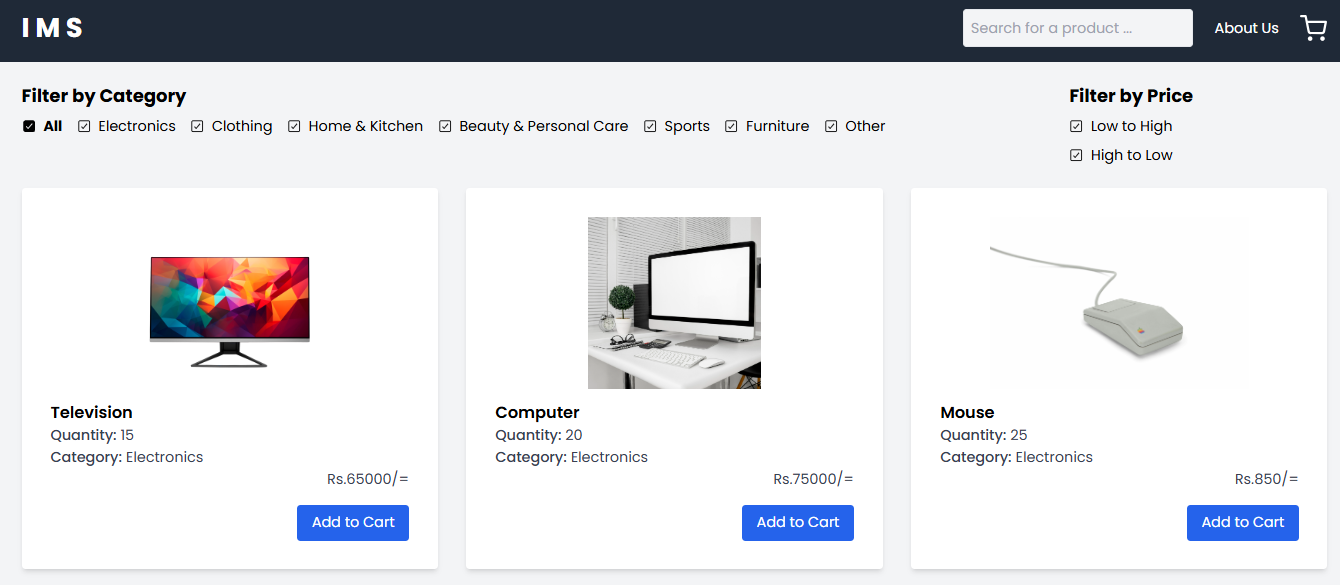 IMS
Search for a product ...
About Us
Filter by Category
All Electronics Clothing Home & Kitchen Beauty & Personal Care Sports Furniture Other
Filter by Price
Low to High
High to Low
Television
Quantity: 15
Category: Electronics
Rs.65000/=
Add to Cart
Computer
Quantity: 20
Category: Electronics
Rs.75000/=
Add to Cart
Mouse
Quantity: 25
Category: Electronics
Rs.850/=
Add to Cart